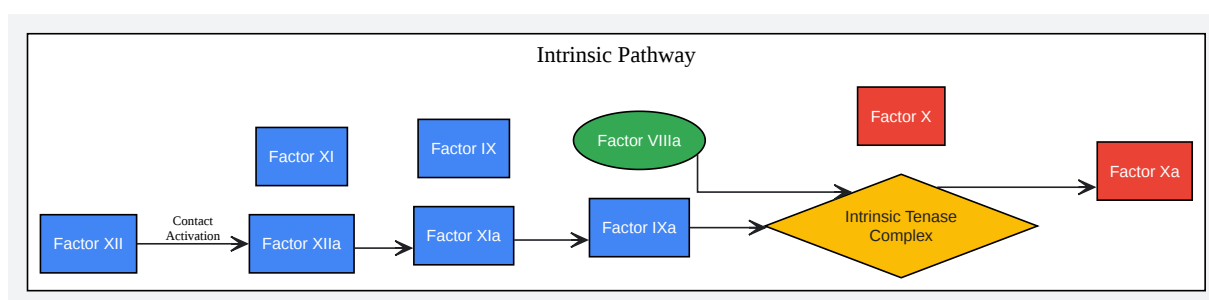 Intrinsic Pathway
Factor X
Factor XI
Factor IX
Factor VIIIa
Factor Xa
Factor XII
Contact
Activation
Factor XIIa
Factor XIa
Factor IXa
Intrinsic Tenase
Complex